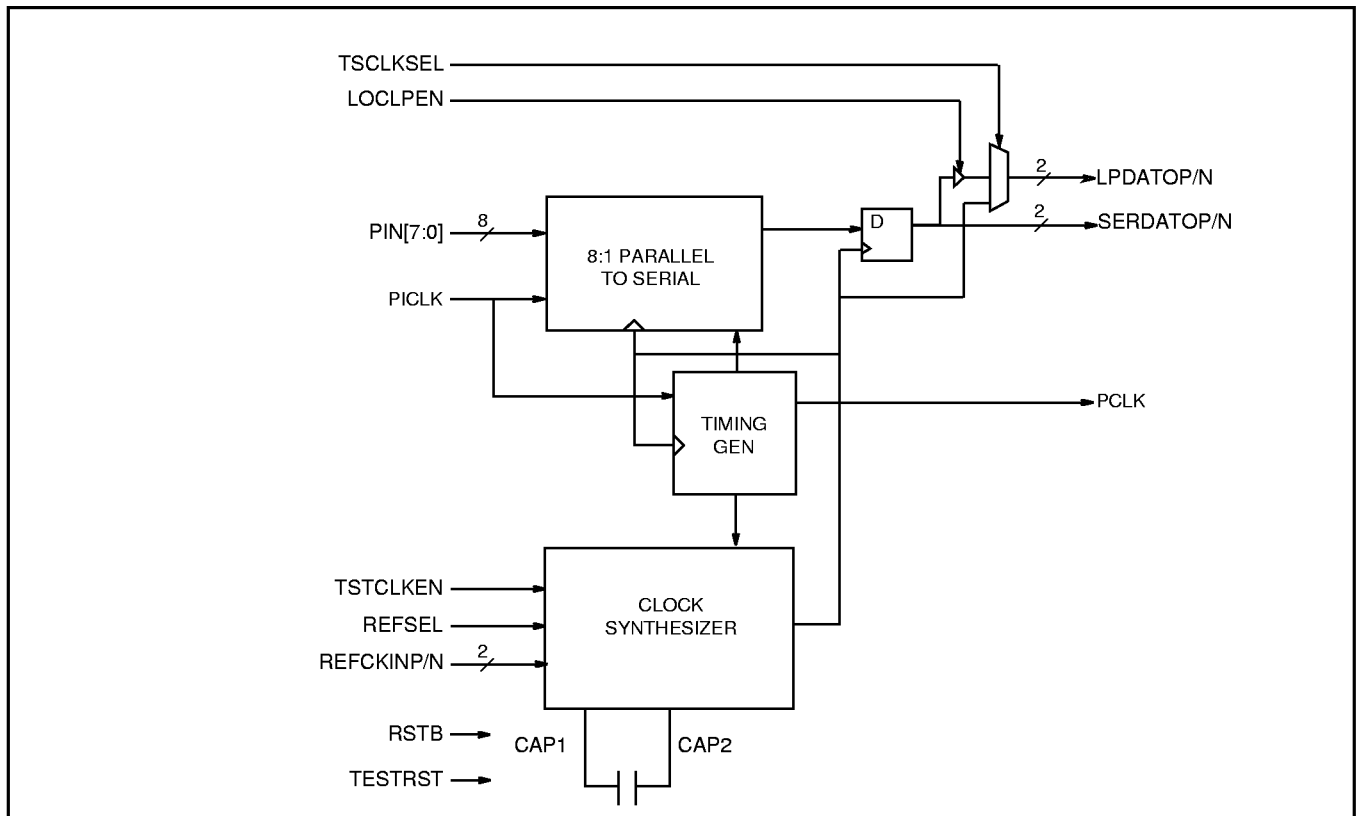 TSCLKSEL
LOCLPEN
2
LPDATOP/N
PIN[7:0]
8
D
2
SERDATOP/N
8:1 PARALLEL
TO SERIAL
PICLK
TIMING
GEN
PCLK
TSTCLKEN
REFSEL
REFCKINP/N
2
CLOCK
SYNTHESIZER
RSTB
CAP1
CAP2
TESTRST